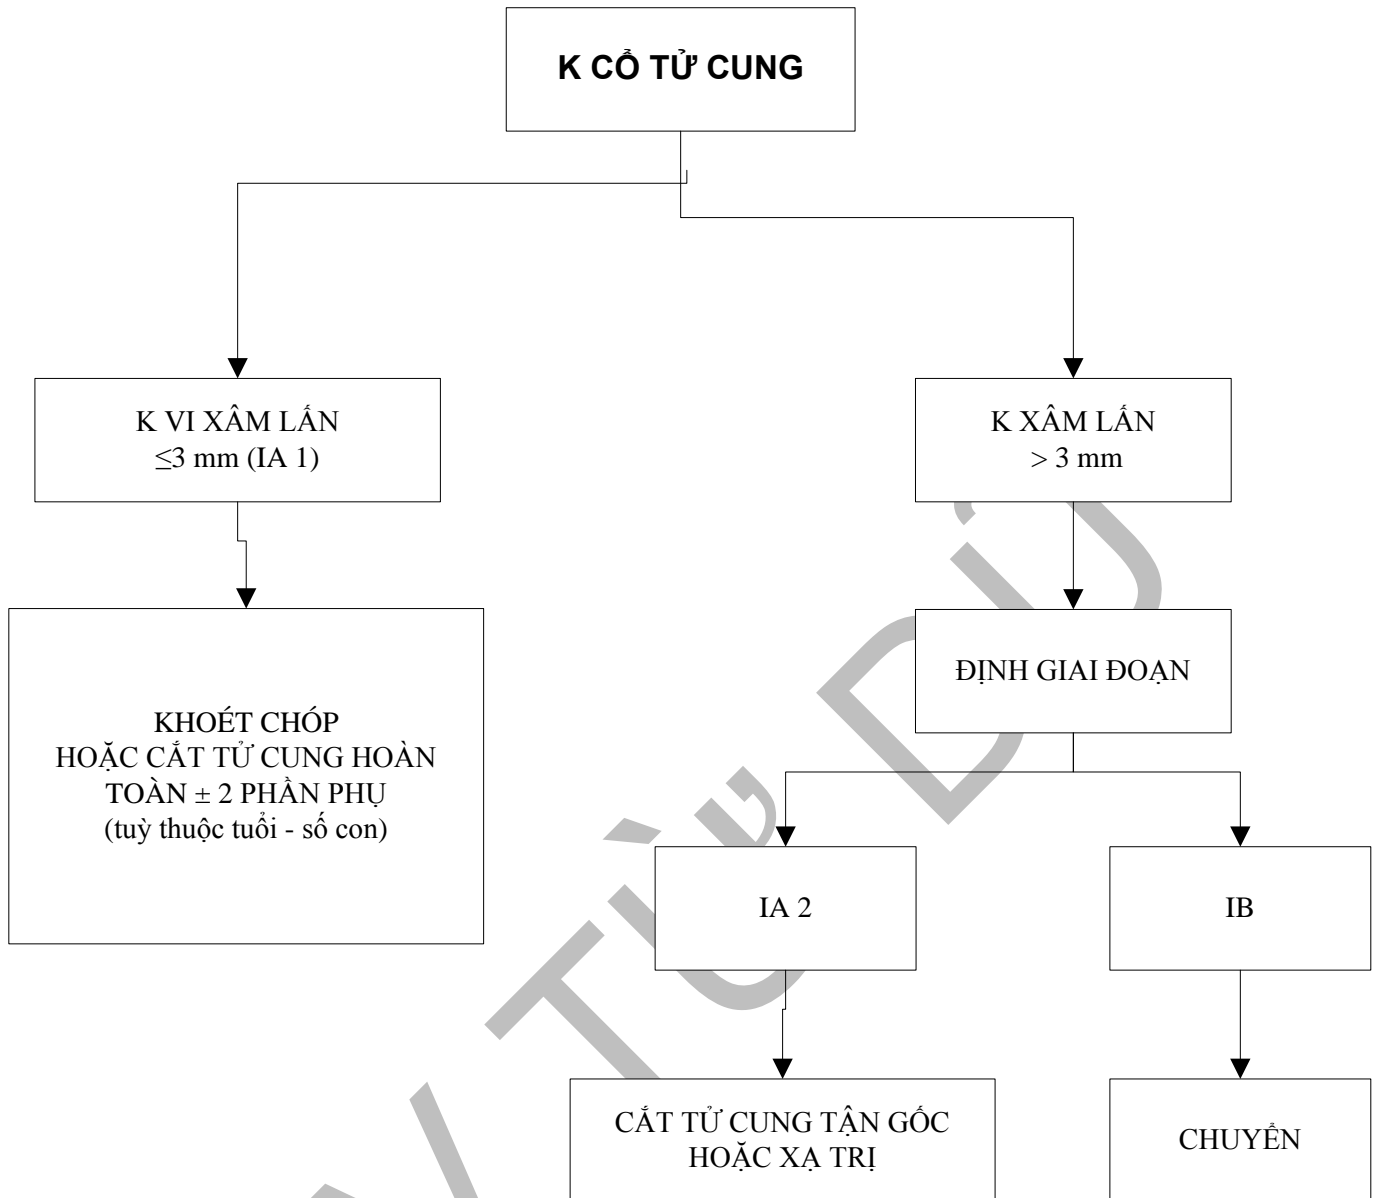 K CỔ TỬ CUNG
K VI XÂM LẤN
≤3 mm (IA 1)
K XÂM LẤN
> 3 mm
KHOÉT CHÓP
HOẶC CẮT TỬ CUNG HOÀN
TOÀN ± 2 PHẦN PHỤ
(tuỳ thuộc tuổi - số con)
ĐỊNH GIAI ĐOẠN
IA 2
IB
CẮT TỬ CUNG TẬN GỐC
HOẶC XẠ TRỊ
CHUYỂN
V TỪ DŨ